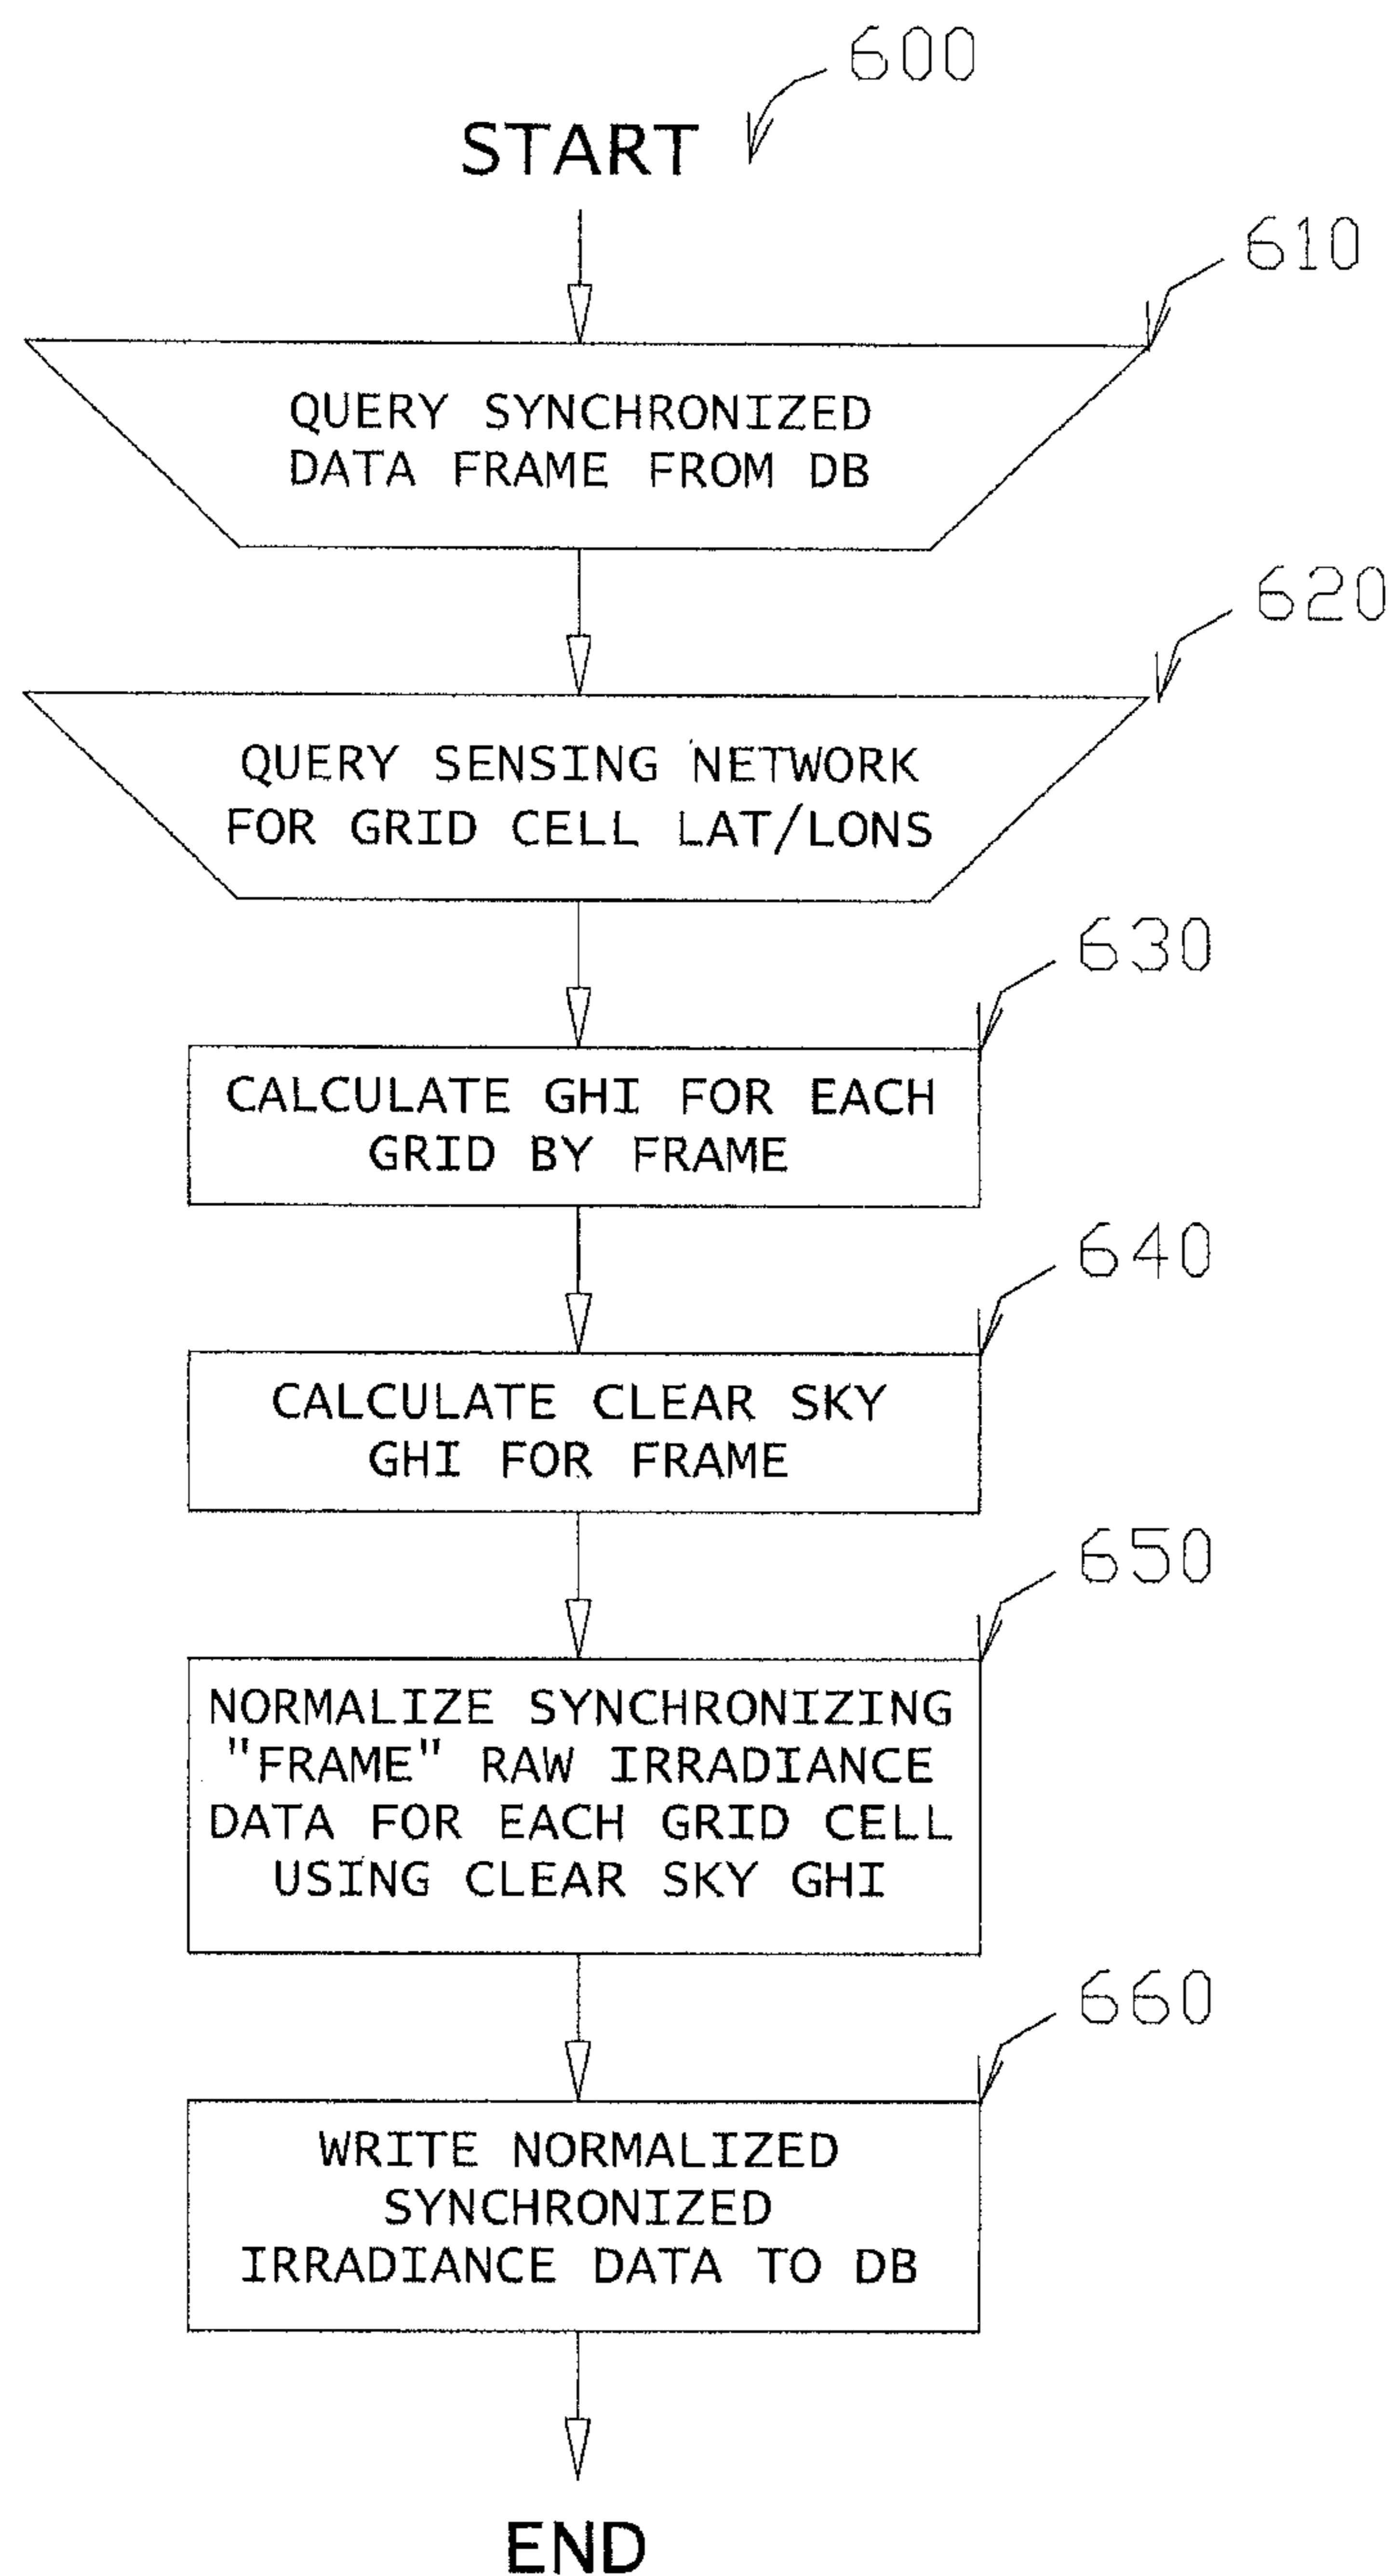 600
START
610
QUERY SYNCHRONIZED
DATA FRAME FROM DB
620
QUERY SENSING NETWORK
FOR GRID CELL LAT/LONS
630
CALCULATE GHI FOR EACH
GRID BY FRAME
640
CALCULATE CLEAR SKY
GHI FOR FRAME
650
NORMALIZE SYNCHRONIZING
"FRAME" RAW IRRADIANCE
DATA FOR EACH GRID CELL
USING CLEAR SKY GHI
660
WRITE NORMALIZED
SYNCHRONIZED
IRRADIANCE DATA TO DB
END